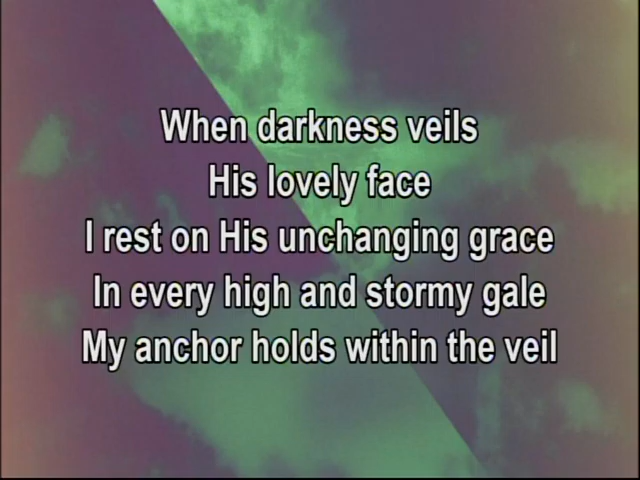 When darkness veils
His lovely face
I rest on His unchanging grace
In every high and stormy gale
My anchor holds within the veil